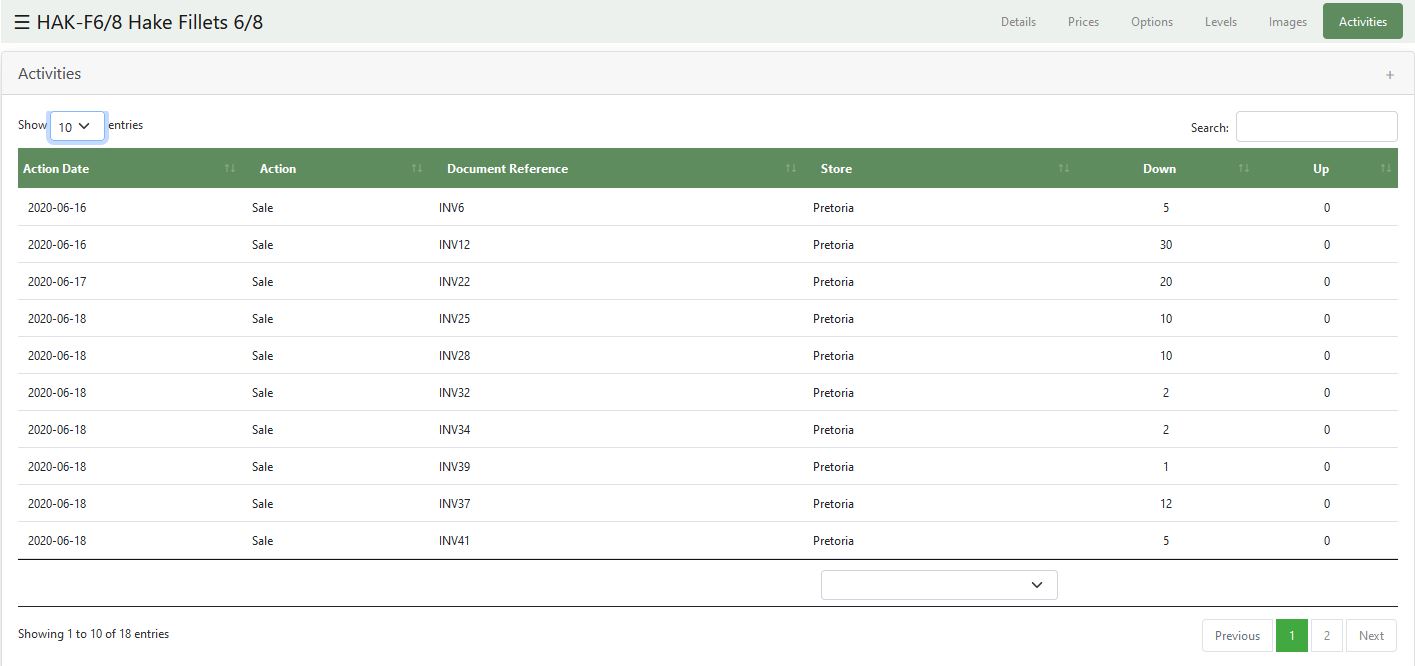 ☰ HAK-F6/8 Hake Fillets 6/8 Details Prices Options Levels Images Activities
Activities +
Show 10 entries Search:
Action Date Action Document Reference Store Down Up
2020-06-16 Sale INV6 Pretoria 5 0
2020-06-16 Sale INV12 Pretoria 30 0
2020-06-17 Sale INV22 Pretoria 20 0
2020-06-18 Sale INV25 Pretoria 10 0
2020-06-18 Sale INV28 Pretoria 10 0
2020-06-18 Sale INV32 Pretoria 2 0
2020-06-18 Sale INV34 Pretoria 2 0
2020-06-18 Sale INV39 Pretoria 1 0
2020-06-18 Sale INV37 Pretoria 12 0
2020-06-18 Sale INV41 Pretoria 5 0
Showing 1 to 10 of 18 entries Previous 1 2 Next